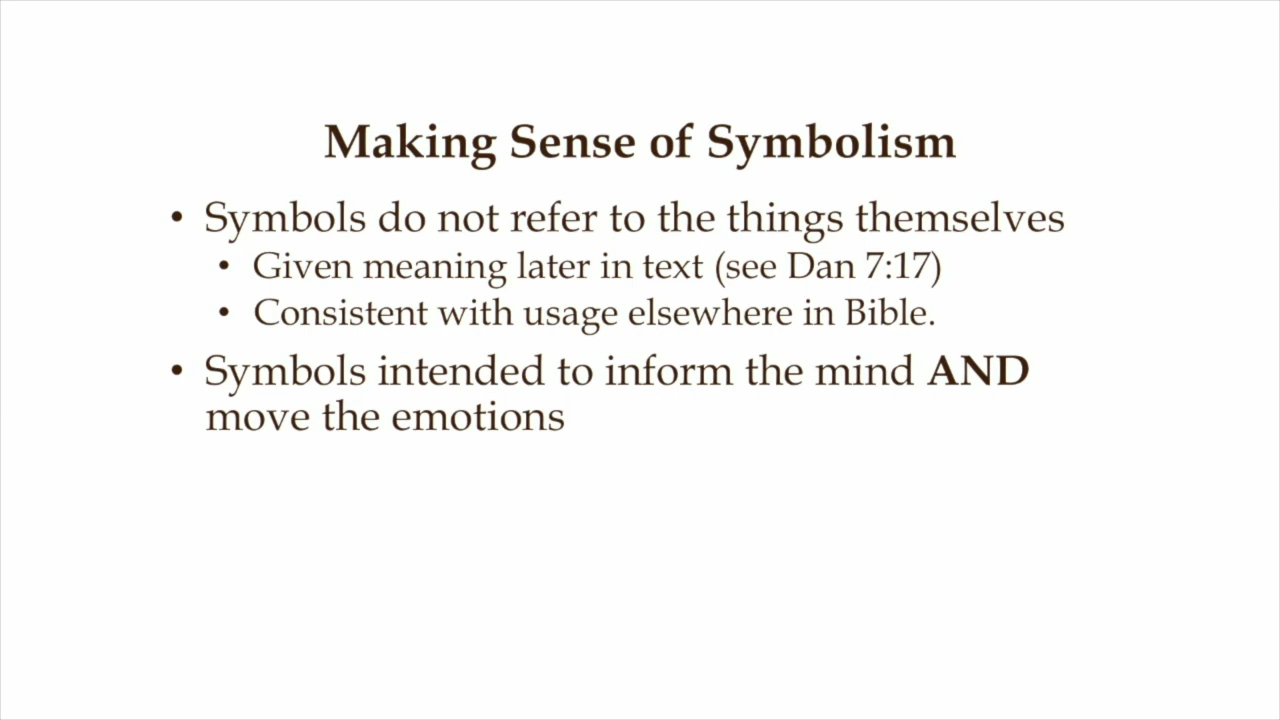 Making Sense of Symbolism
• Symbols do not refer to the things themselves
• Given meaning later in text (see Dan 7:17)
• Consistent with usage elsewhere in Bible.
• Symbols intended to inform the mind AND
move the emotions